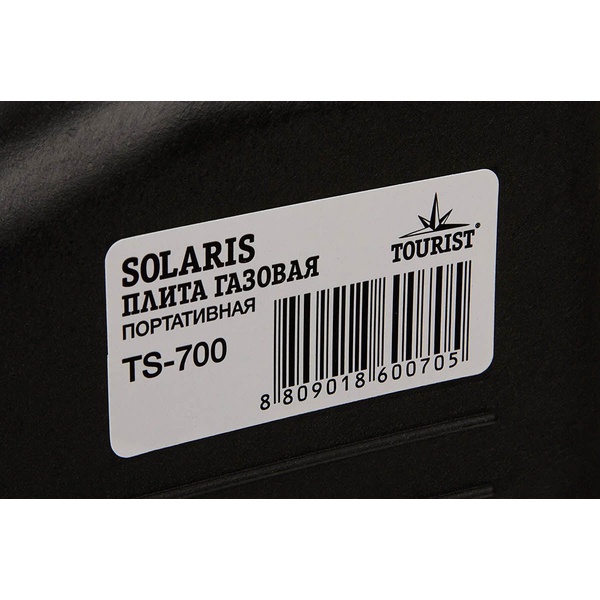 SOLARIS
ПЛИТА ГАЗОВАЯ
ПОРТАТИВНАЯ
TS-700
TOURIST®
8 809018 600705